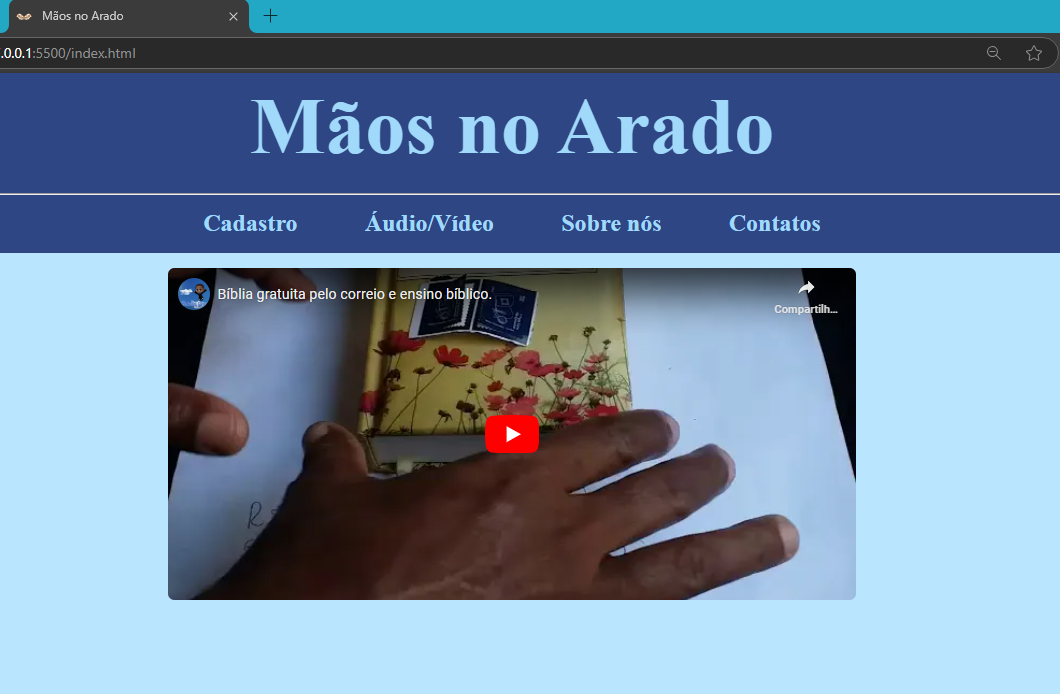 Mãos no Arado
.0.0.1:5500/index.html
Mãos no Arado
Cadastro Áudio/Vídeo Sobre nós Contatos
Bíblia gratuita pelo correio e ensino bíblico.
Compartilh...